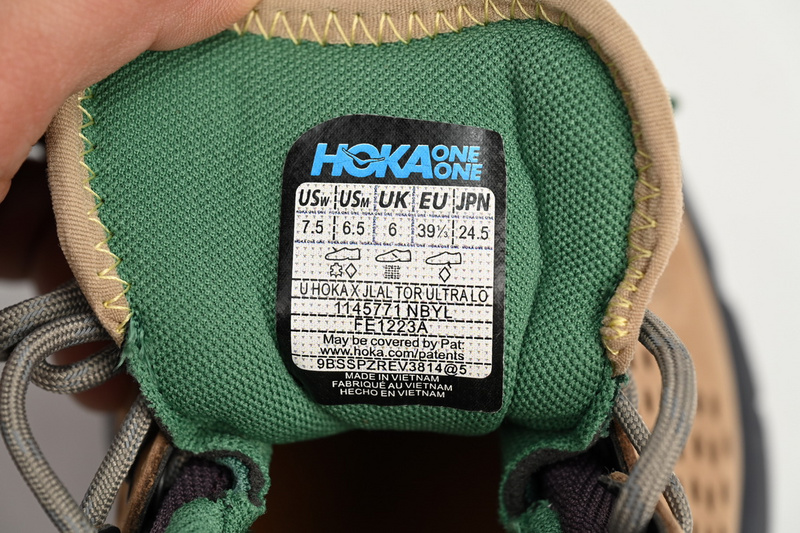 HOKA ONE ONE
USW USM UK EU JPN
7.5 6.5 6 39⅓ 24.5
U HOKA X JLAL TOR ULTRA LO
1145771 NBYL
FE1223A
May be covered by Pat:
www.hoka.com/patents
9BSSPZREV3814@5
MADE IN VIETNAM
FABRIQUÉ AU VIETNAM
HECHO EN VIETNAM